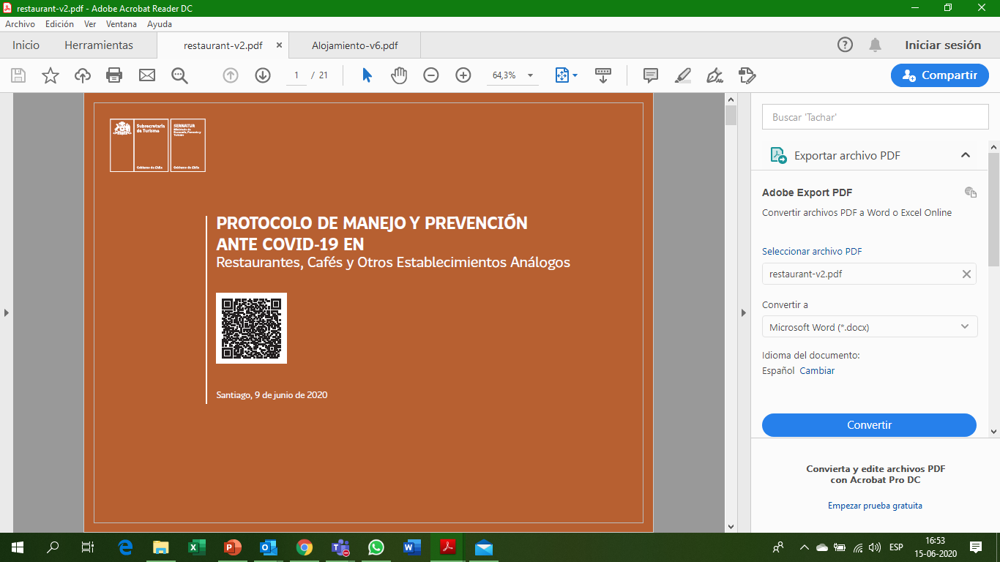 restaurant-v2.pdf - Adobe Acrobat Reader DC
Archivo Edición Ver Ventana Ayuda
Inicio Herramientas restaurant-v2.pdf Alojamiento-v6.pdf Iniciar sesión
1 / 21 64,3% Compartir
Subsecretaría
de Turismo
Gobierno de Chile
SERNATUR
Ministerio de
Economía, Fomento y
Turismo
Gobierno de Chile
PROTOCOLO DE MANEJO Y PREVENCIÓN
ANTE COVID-19 EN
Restaurantes, Cafés y Otros Establecimientos Análogos
Santiago, 9 de junio de 2020
Buscar 'Tachar'
Exportar archivo PDF
Adobe Export PDF
Convertir archivos PDF a Word o Excel Online
Seleccionar archivo PDF
restaurant-v2.pdf
Convertir a
Microsoft Word (*.docx)
Idioma del documento:
Español Cambiar
Convertir
Convierta y edite archivos PDF
con Acrobat Pro DC
Empezar prueba gratuita
ESP
16:53
15-06-2020